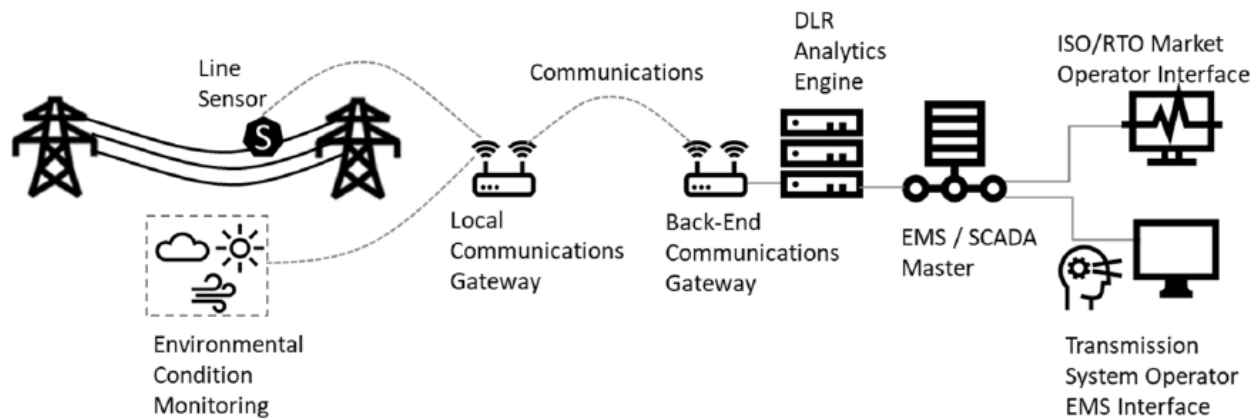 Line
Sensor
S
Communications
DLR
Analytics
Engine
ISO/RTO Market
Operator Interface
Local
Communications
Gateway
Back-End
Communications
Gateway
EMS / SCADA
Master
Environmental
Condition
Monitoring
Transmission
System Operator
EMS Interface